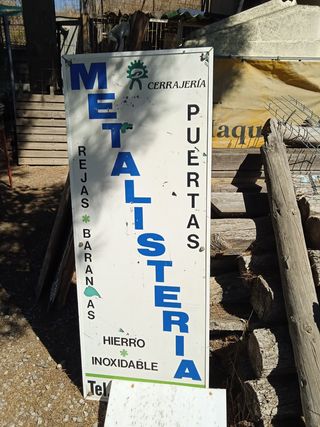 CERRAJERÍA
METALISTERIA
PUERTAS
REJAS * BARANDAS
HIERRO
*
INOXIDABLE
Tel